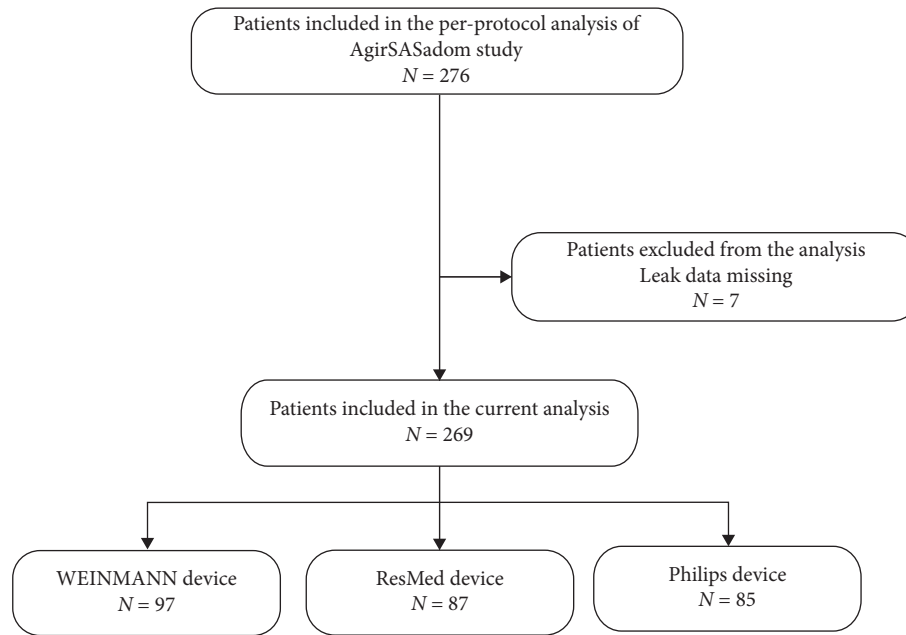 Patients included in the per-protocol analysis of
AgirSASadom study
N = 276
Patients excluded from the analysis
Leak data missing
N = 7
Patients included in the current analysis
N = 269
WEINMANN device
N = 97
ResMed device
N = 87
Philips device
N = 85